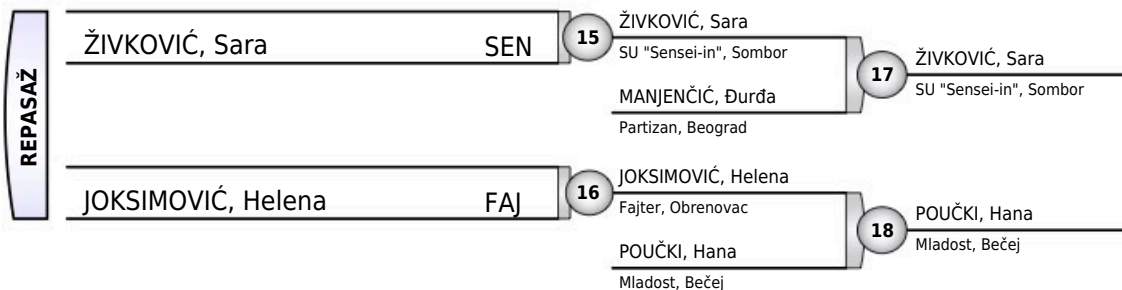 REPASAŽ
ŽIVKOVIĆ, Sara SEN
15
ŽIVKOVIĆ, Sara
SU "Sensei-in", Sombor
MANJENČIĆ, Đurđa
Partizan, Beograd
17
ŽIVKOVIĆ, Sara
SU "Sensei-in", Sombor
JOKSIMOVIĆ, Helena FAJ
16
JOKSIMOVIĆ, Helena
Fajter, Obrenovac
POUČKI, Hana
Mladost, Bečej
18
POUČKI, Hana
Mladost, Bečej